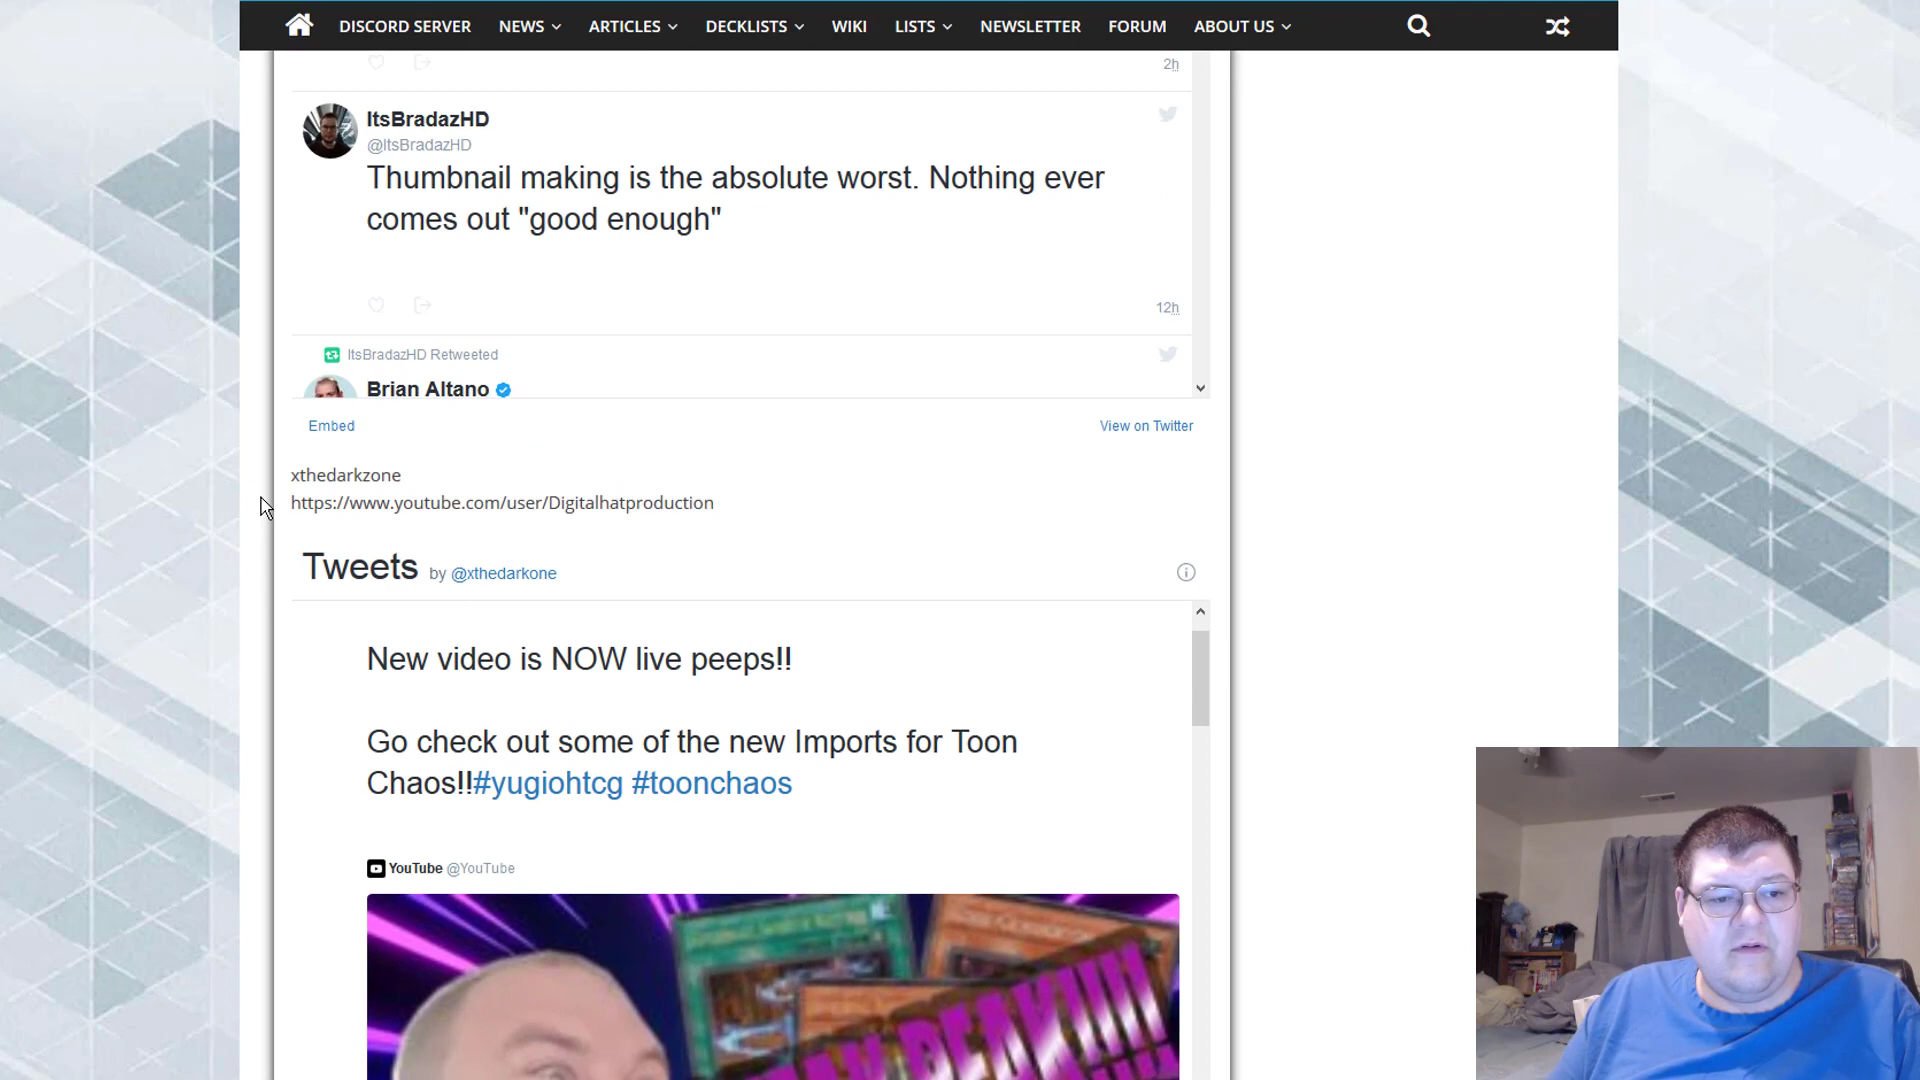 DISCORD SERVER NEWS ARTICLES DECKLISTS WIKI LISTS NEWSLETTER FORUM ABOUT US
2h
ItsBradazHD
@ItsBradazHD
Thumbnail making is the absolute worst. Nothing ever
comes out "good enough"
12h
ItsBradazHD Retweeted
Brian Altano
Embed View on Twitter
xthedarkzone
https://www.youtube.com/user/Digitalhatproduction
Tweets by @xthedarkone
New video is NOW live peeps!!
Go check out some of the new Imports for Toon
Chaos!!#yugiohtcg #toonchaos
YouTube @YouTube
PEAK!!!!